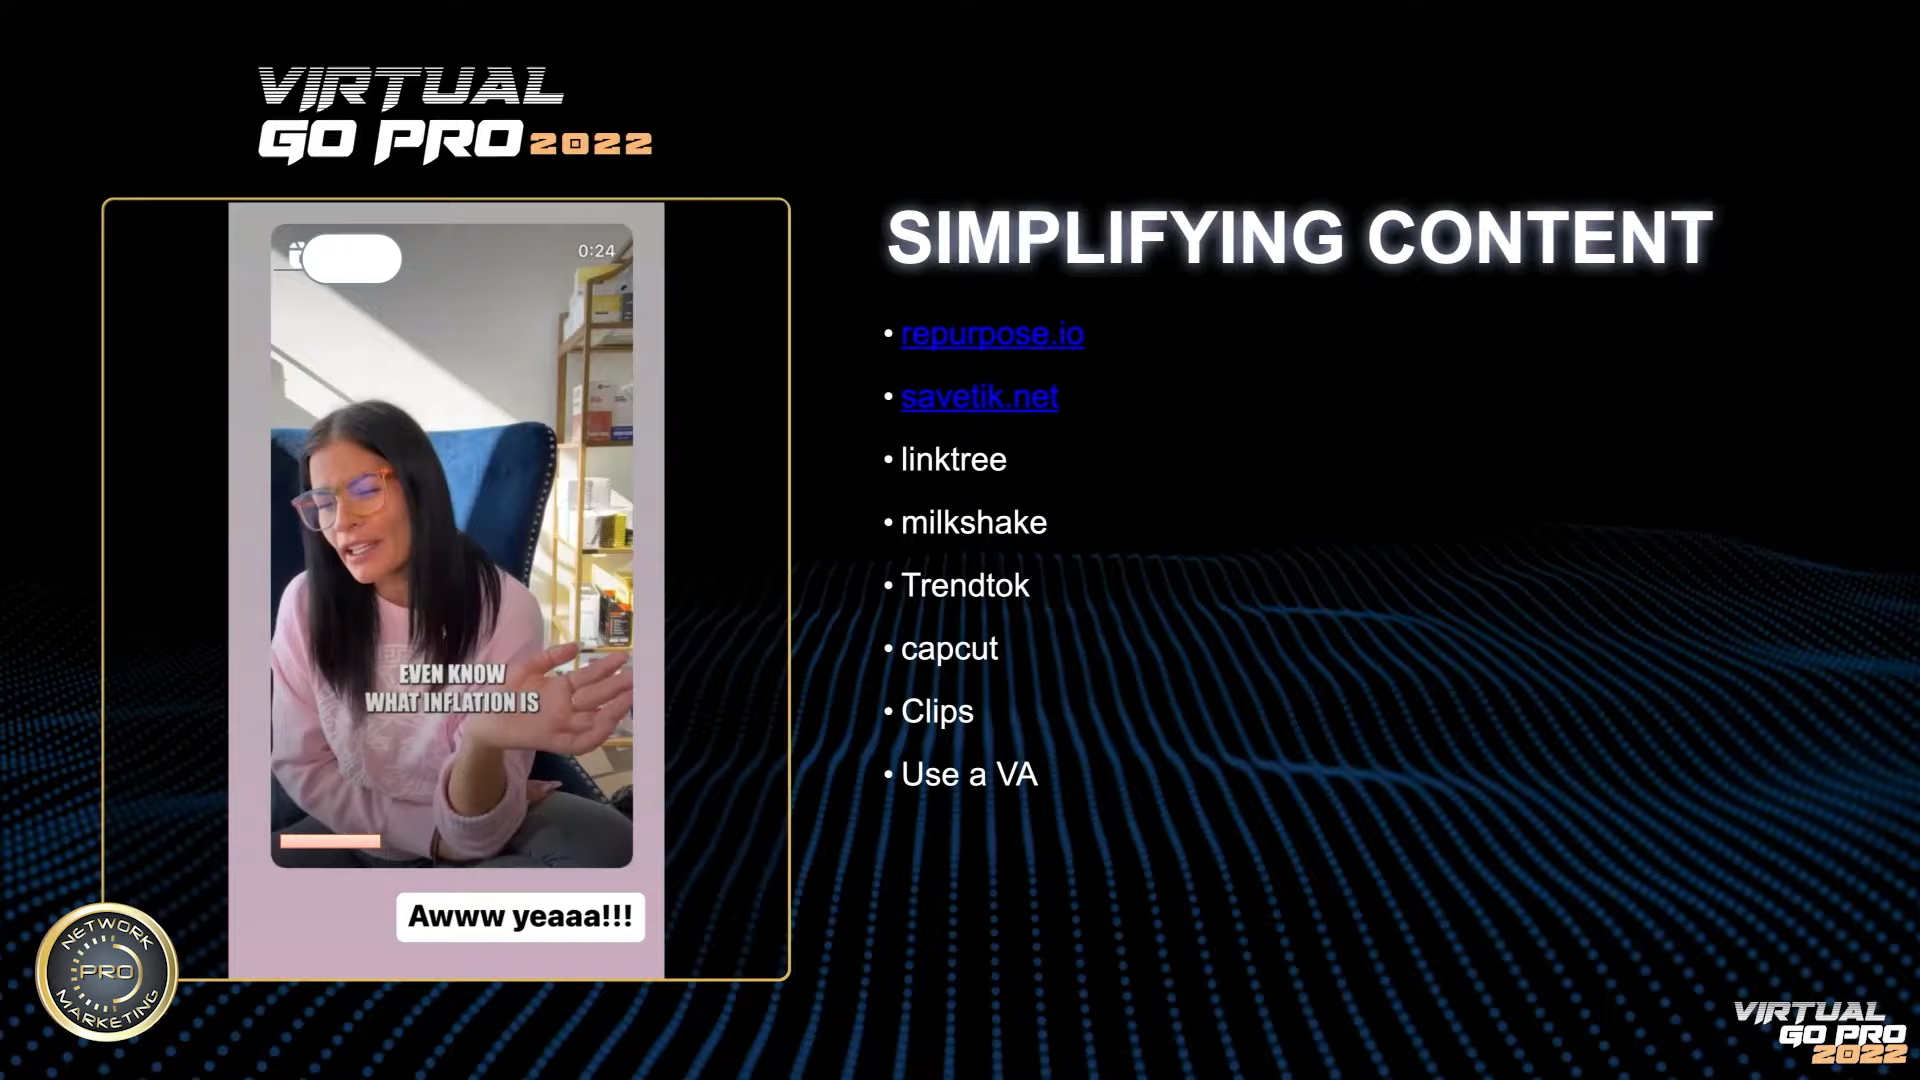 VIRTUAL
GO PRO 2022
0:24
EVEN KNOW
WHAT INFLATION IS
Awww yeaaa!!!
NETWORK
PRO
MARKETING
SIMPLIFYING CONTENT
• repurpose.io
• savetik.net
• linktree
• milkshake
• Trendtok
• capcut
• Clips
• Use a VA
VIRTUAL
GO PRO
2022